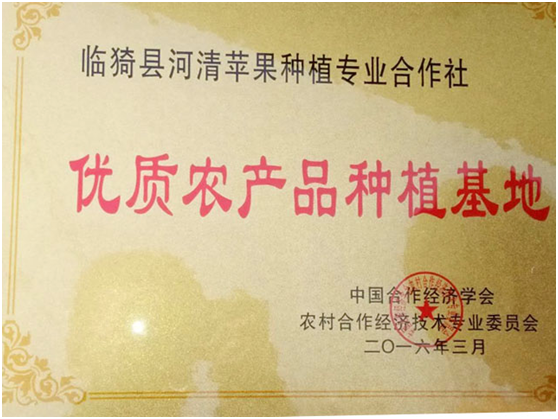 临猗县河清苹果种植专业合作社
优质农产品种植基地
中国合作经济学会
农村合作经济技术专业委员会
二〇一六年三月